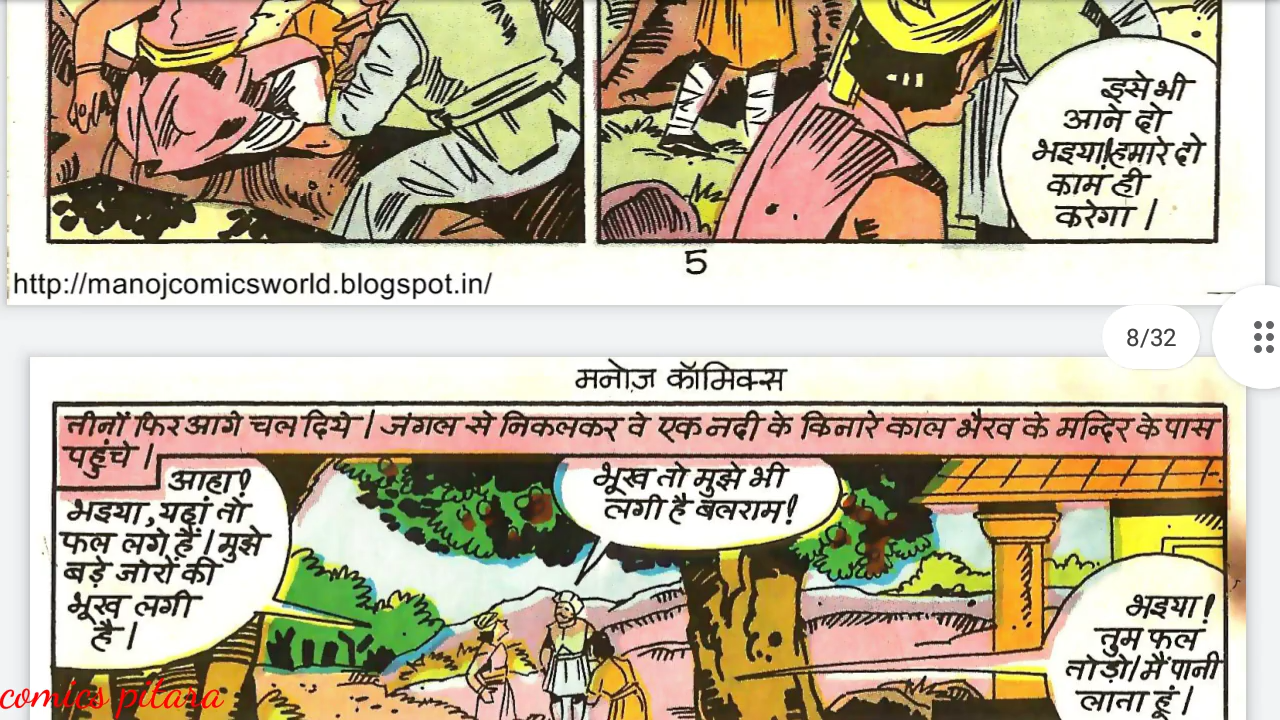 इसे भी
आने दो
भइया!हमारे दो
काम ही
करेगा |
5
http://manojcomicsworld.blogspot.in/
8/32
मनोज़ कॉमिक्स
तीनों फिर आगे चल दिये | जंगल से निकलकर वे एक नदी के किनारे काल भैरव के मन्दिर के पास
पहुंचे |
आहा!
भइया, यहां तो
फल लगे हैं | मुझे
बड़े जोरों की
भूख लगी
है |
भूख तो मुझे भी
लगी है बलराम!
भइया!
तुम फल
तोड़ो | मैं पानी
लाता हूं |
comics pitara